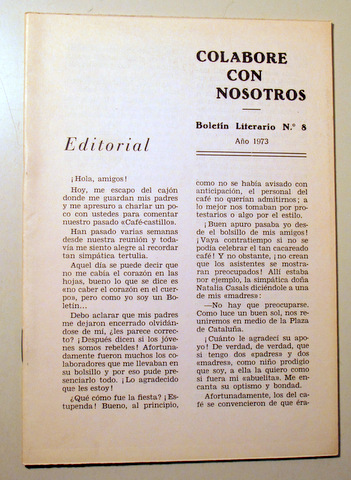 COLABORE
CON
NOSOTROS
Boletín Literario N.° 8
Año 1973
Editorial
¡Hola, amigos!
Hoy, me escapo del cajón
donde me guardan mis padres
y me apresuro a charlar un po-
co con ustedes para comentar
nuestro pasado «Café-castillo».
Han pasado varias semanas
desde nuestra reunión y toda-
vía me siento alegre al recordar
tan simpática tertulia.
Aquel día se puede decir que
no me cabía el corazón en las
hojas, bueno lo que se dice es
«no caber el corazón en el cuer-
po», pero como yo soy un Bo-
letín...
Debo aclarar que mis padres
me dejaron encerrado olvidán-
dose de mí, ¿les parece correc-
to? ¡Después dicen si los jóve-
nes somos rebeldes! Afortuna-
damente fueron muchos los co-
laboradores que me llevaban en
su bolsillo y por eso pude pre-
senciarlo todo. ¡Lo agradecido
que les estoy!
¿Qué cómo fue la fiesta? ¡Es-
tupenda! Bueno, al principio,
como no se había avisado con
anticipación, el personal del
café no querían admitirnos; a
lo mejor nos tomaban por pro-
testarios o algo por el estilo.
¡Buen apuro pasaba yo des-
de el bolsillo de mis amigos!
¡Vaya contratiempo si no se
podía celebrar el tan cacareado
café! Y no obstante, ¡no crean
que los asistentes se mostra-
ran preocupados! Allí estaba
por ejemplo, la simpática doña
Natalia Casals diciéndole a una
de mis «madres»:
—No hay que preocuparse.
Como luce un buen sol, nos re-
uniremos en medio de la Plaza
de Cataluña.
¡Cuánto le agradecí su apo-
yo! De verdad, de verdad, que
si tengo dos «padres» y dos
«madres», como niño prodigio
que soy, a ella la quiero como
si fuera mi «abuelita». Me en-
canta su optimismo y bondad.
Afortunadamente, los del ca-
fé se convencieron de que éra-